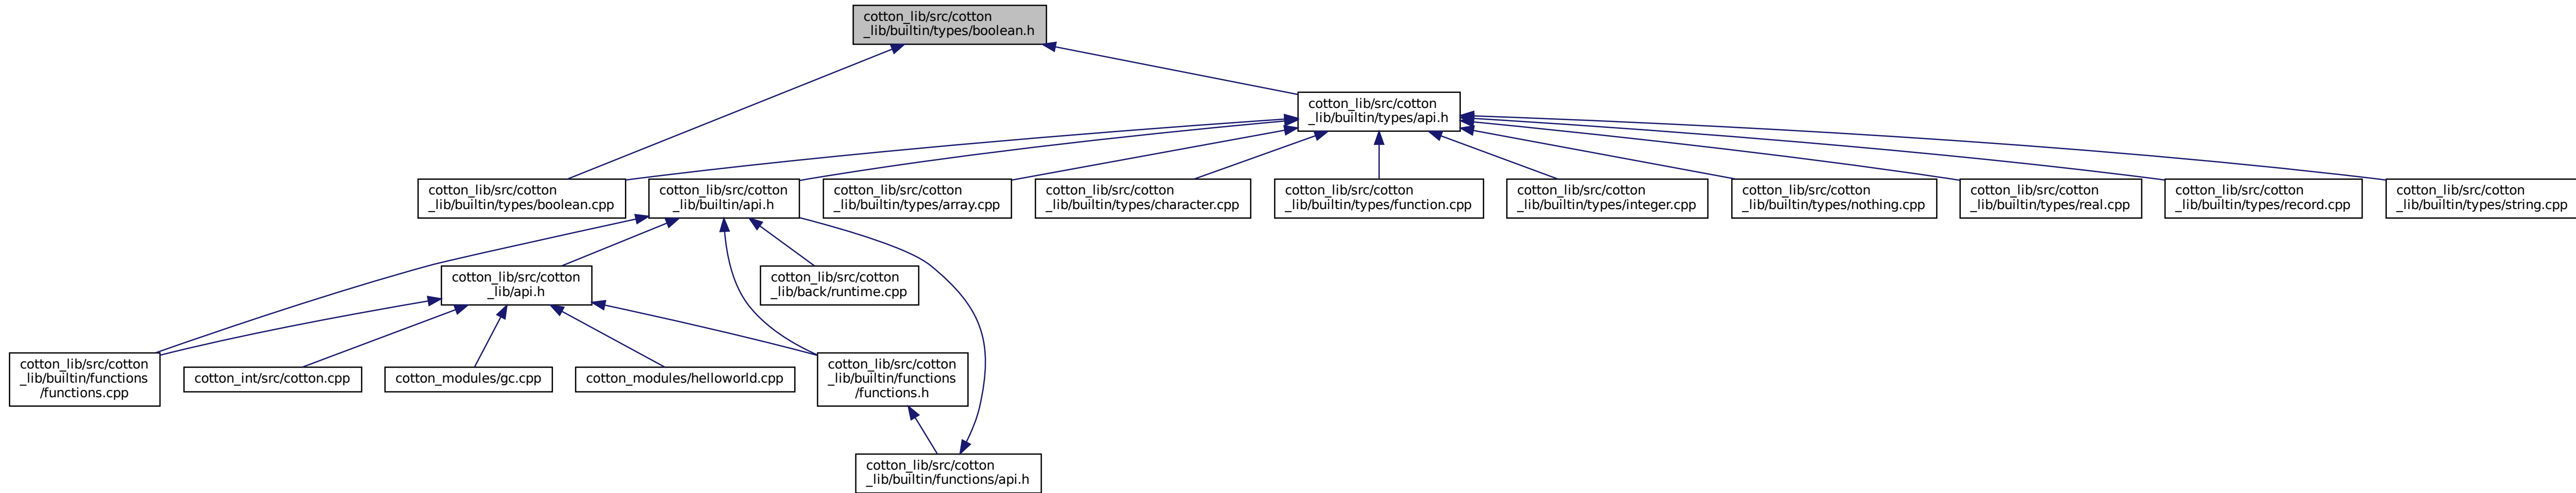 cotton_lib/src/cotton
_lib/builtin/types/boolean.h
cotton_lib/src/cotton
_lib/builtin/types/api.h
cotton_lib/src/cotton
_lib/builtin/types/boolean.cpp
cotton_lib/src/cotton
_lib/builtin/api.h
cotton_lib/src/cotton
_lib/builtin/types/array.cpp
cotton_lib/src/cotton
_lib/builtin/types/character.cpp
cotton_lib/src/cotton
_lib/builtin/types/function.cpp
cotton_lib/src/cotton
_lib/builtin/types/integer.cpp
cotton_lib/src/cotton
_lib/builtin/types/nothing.cpp
cotton_lib/src/cotton
_lib/builtin/types/real.cpp
cotton_lib/src/cotton
_lib/builtin/types/record.cpp
cotton_lib/src/cotton
_lib/builtin/types/string.cpp
cotton_lib/src/cotton
_lib/api.h
cotton_lib/src/cotton
_lib/back/runtime.cpp
cotton_lib/src/cotton
_lib/builtin/functions
/functions.cpp
cotton_int/src/cotton.cpp
cotton_modules/gc.cpp
cotton_modules/helloworld.cpp
cotton_lib/src/cotton
_lib/builtin/functions
/functions.h
cotton_lib/src/cotton
_lib/builtin/functions/api.h